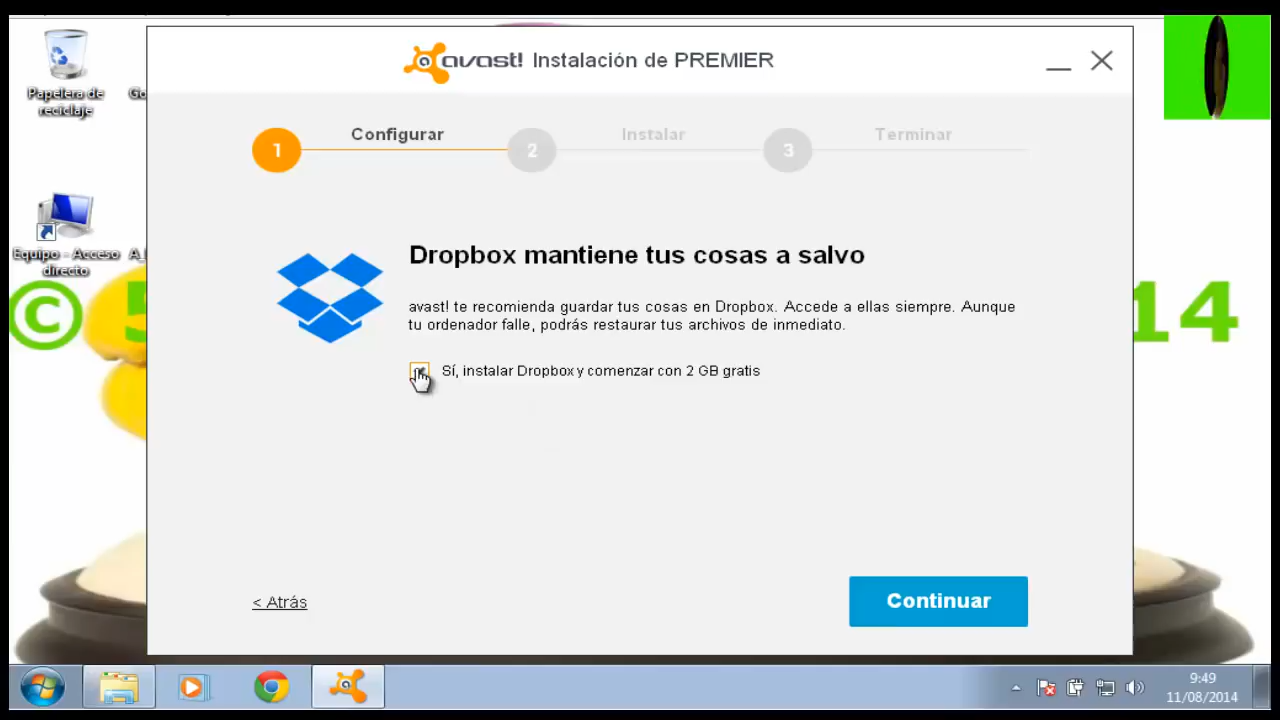 avast! Instalación de PREMIER
Papelera de
reciclaje
Configurar
Instalar
Terminar
1
2
3
Equipo - Acceso
directo
Dropbox mantiene tus cosas a salvo
avast! te recomienda guardar tus cosas en Dropbox. Accede a ellas siempre. Aunque
tu ordenador falle, podrás restaurar tus archivos de inmediato.
© 5
14
Sí, instalar Dropbox y comenzar con 2 GB gratis
< Atrás
Continuar
9:49
11/08/2014